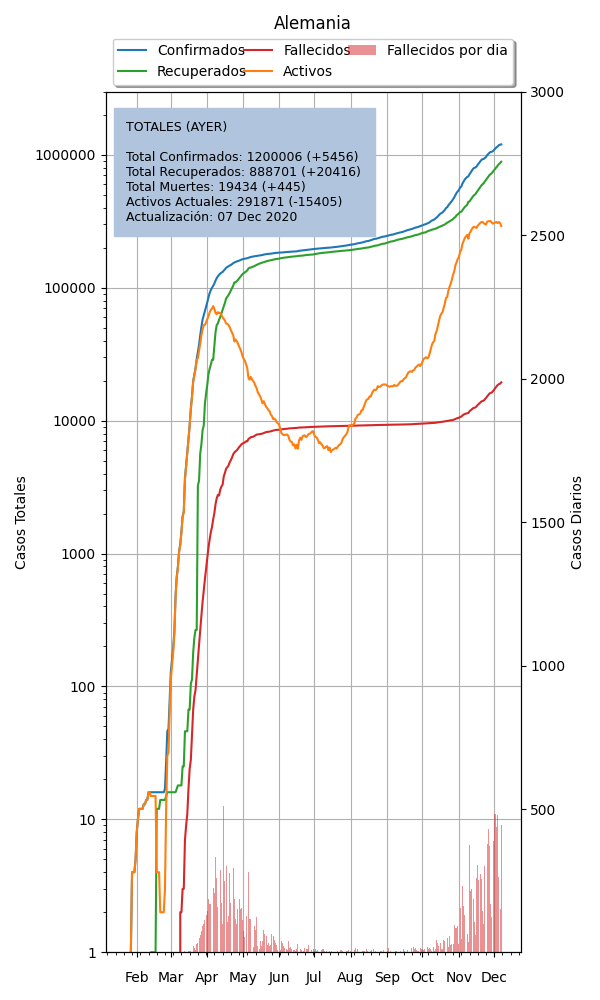 Alemania
Confirmados Fallecidos Fallecidos por dia
Recuperados Activos
3000
TOTALES (AYER)
1000000
Total Confirmados: 1200006 (+5456)
Total Recuperados: 888701 (+20416)
Total Muertes: 19434 (+445)
Activos Actuales: 291871 (-15405)
Actualización: 07 Dec 2020
2500
100000
2000
10000
Casos Totales
Casos Diarios
1500
1000
1000
100
500
10
1
Feb Mar Apr May Jun Jul Aug Sep Oct Nov Dec